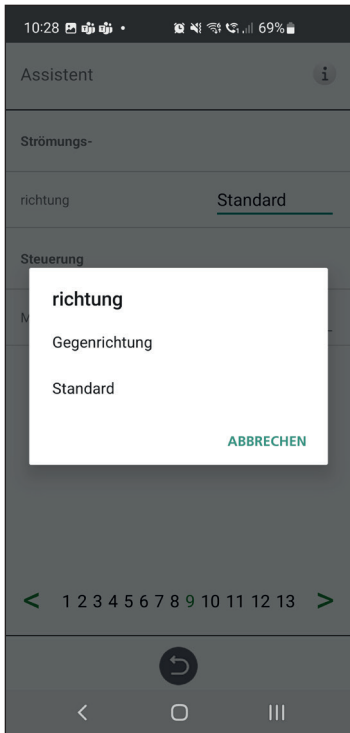 10:28 69%
Assistent i
Strömungs-
richtung Standard
Steuerung
M
richtung
Gegenrichtung
Standard
ABBRECHEN
< 1 2 3 4 5 6 7 8 9 10 11 12 13 >